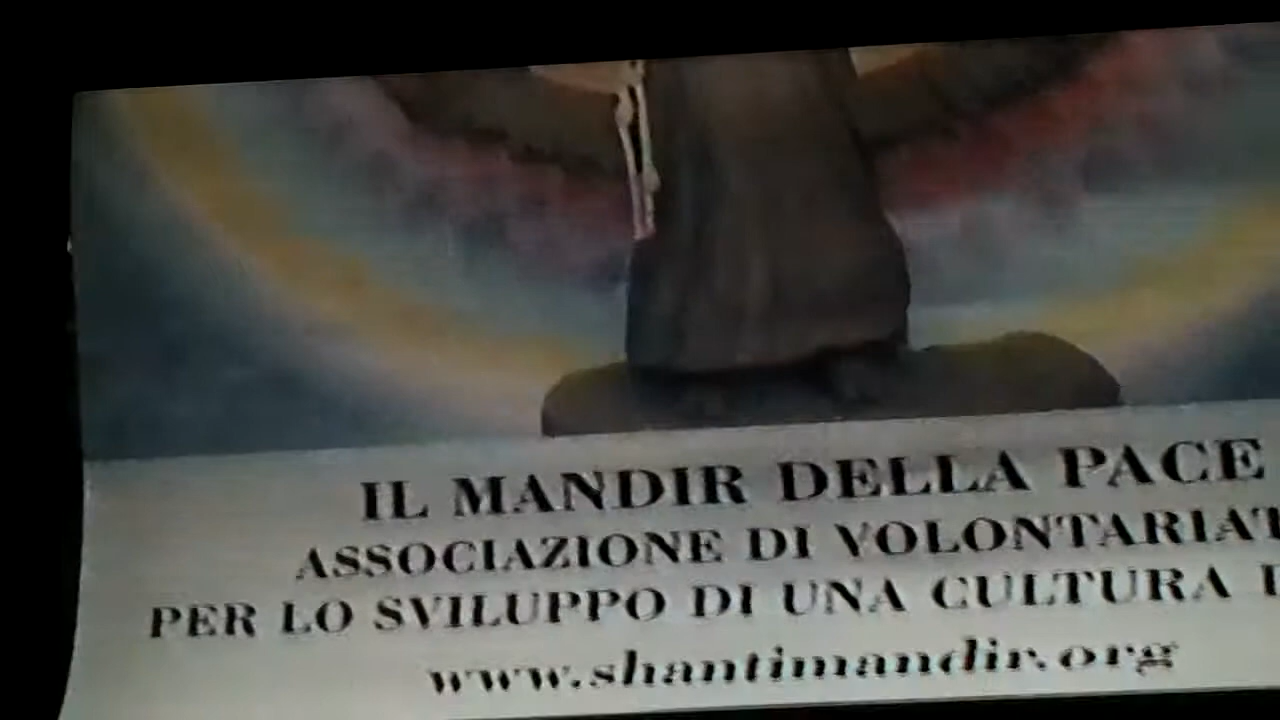 IL MANDIR DELLA PACE
ASSOCIAZIONE DI VOLONTARIAT
PER LO SVILUPPO DI UNA CULTURA
www.shantimandir.org